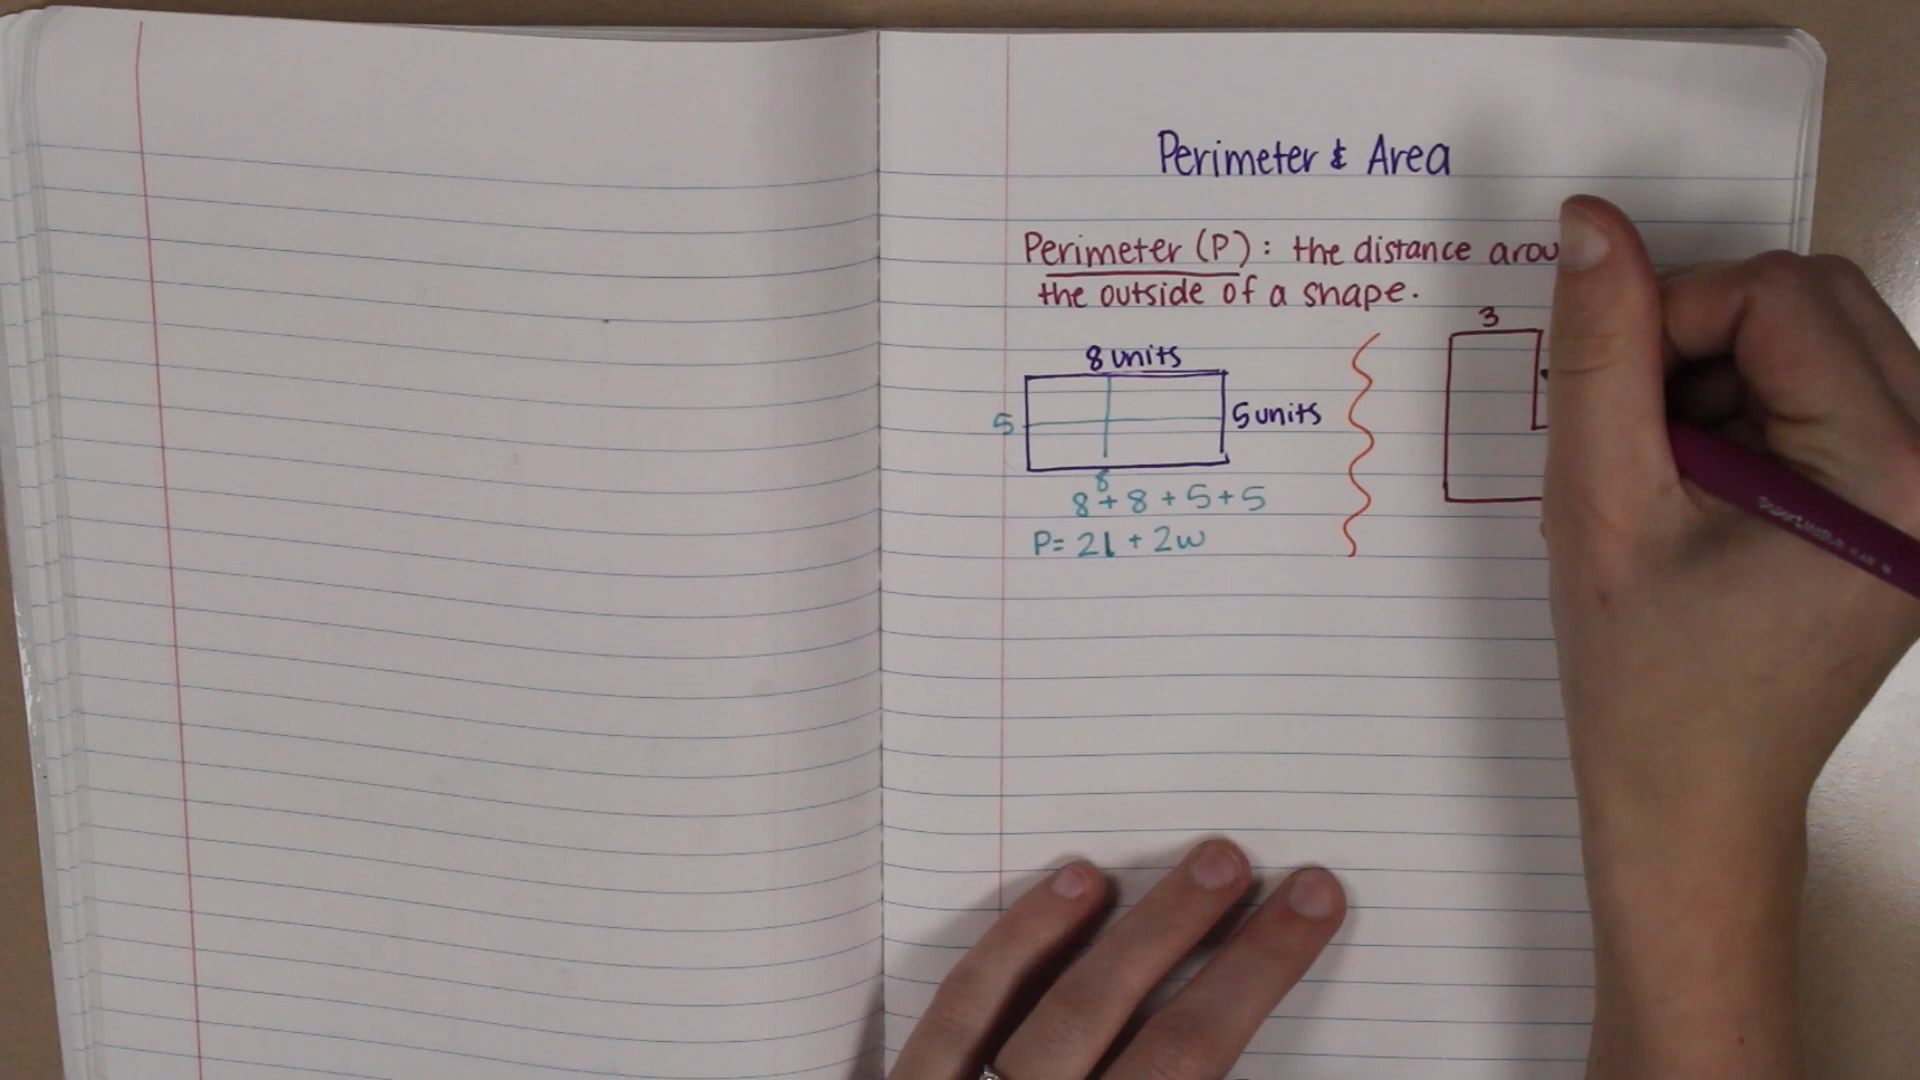 Perimeter & Area
Perimeter (P): the distance arou
the outside of a shape.
3
8 units
5
5 units
8
8 + 8 + 5 + 5
P = 2l + 2w